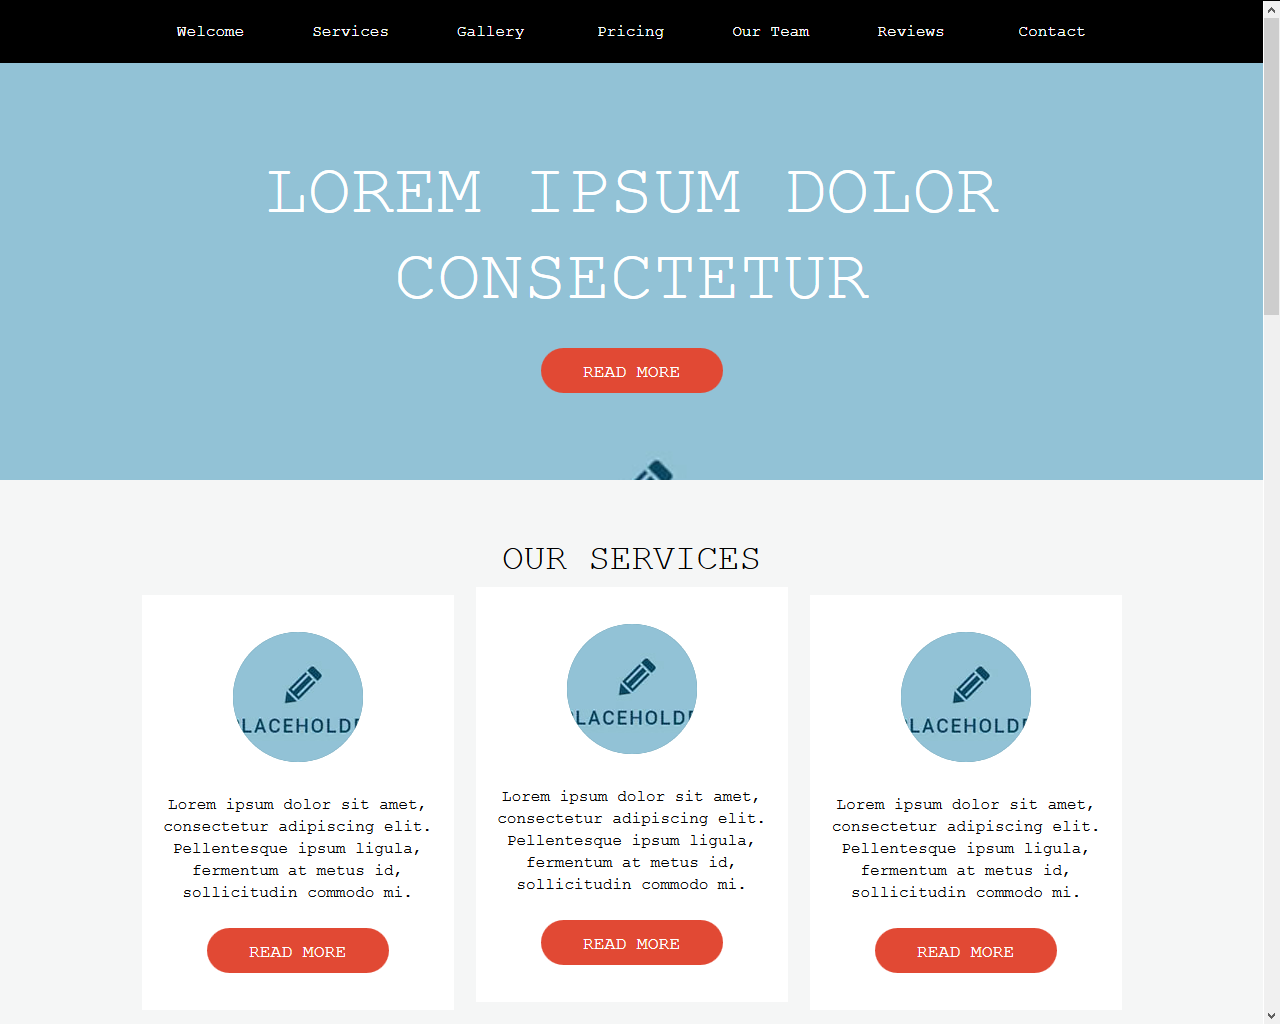 Welcome Services Gallery Pricing Our Team Reviews Contact
LOREM IPSUM DOLOR
CONSECTETUR
READ MORE
OUR SERVICES
LACEHOLDE
Lorem ipsum dolor sit amet,
consectetur adipiscing elit.
Pellentesque ipsum ligula,
fermentum at metus id,
sollicitudin commodo mi.
READ MORE
LACEHOLDE
Lorem ipsum dolor sit amet,
consectetur adipiscing elit.
Pellentesque ipsum ligula,
fermentum at metus id,
sollicitudin commodo mi.
READ MORE
LACEHOLDE
Lorem ipsum dolor sit amet,
consectetur adipiscing elit.
Pellentesque ipsum ligula,
fermentum at metus id,
sollicitudin commodo mi.
READ MORE